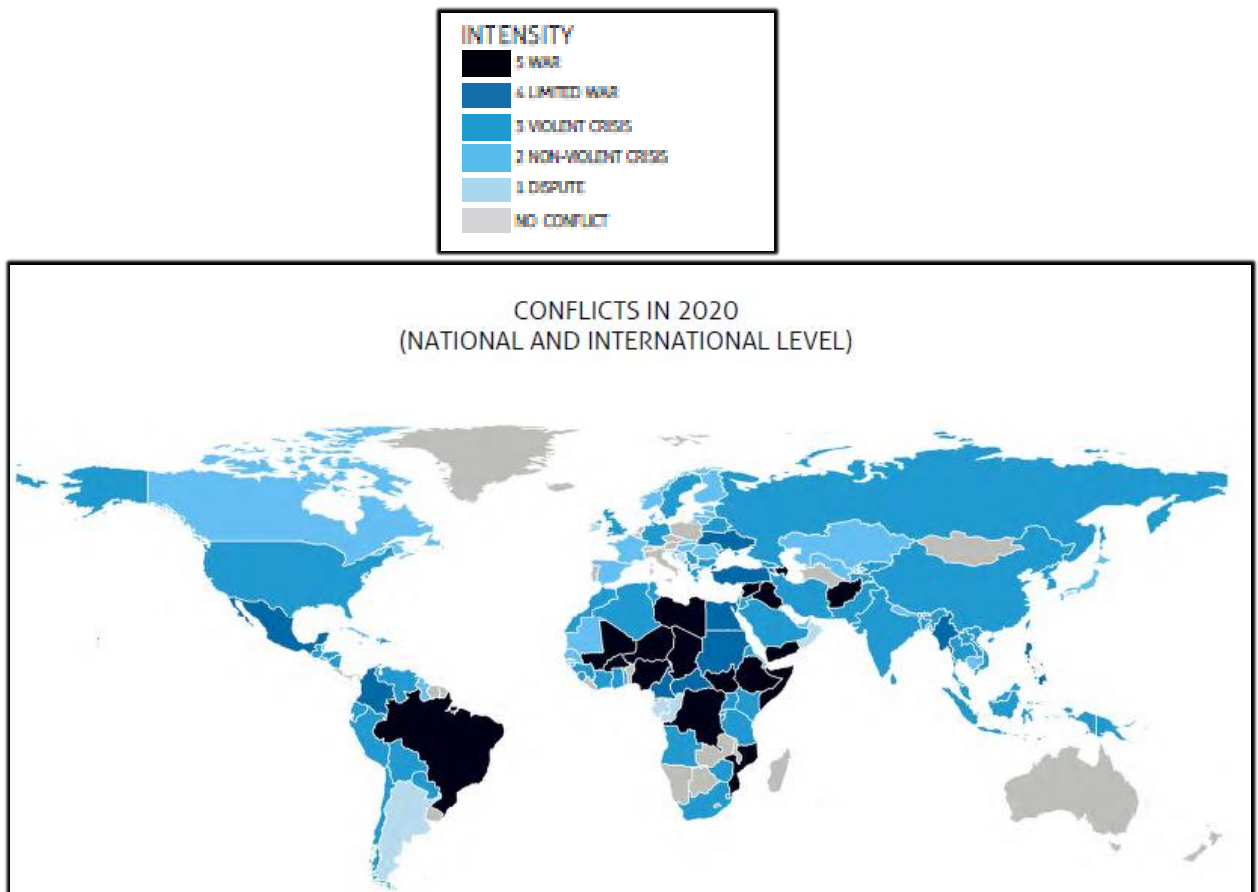 INTENSITY
5 WAR
4 LIMITED WAR
3 VIOLENT CRISIS
2 NON-VIOLENT CRISIS
1 DISPUTE
NO CONFLICT
CONFLICTS IN 2020
(NATIONAL AND INTERNATIONAL LEVEL)